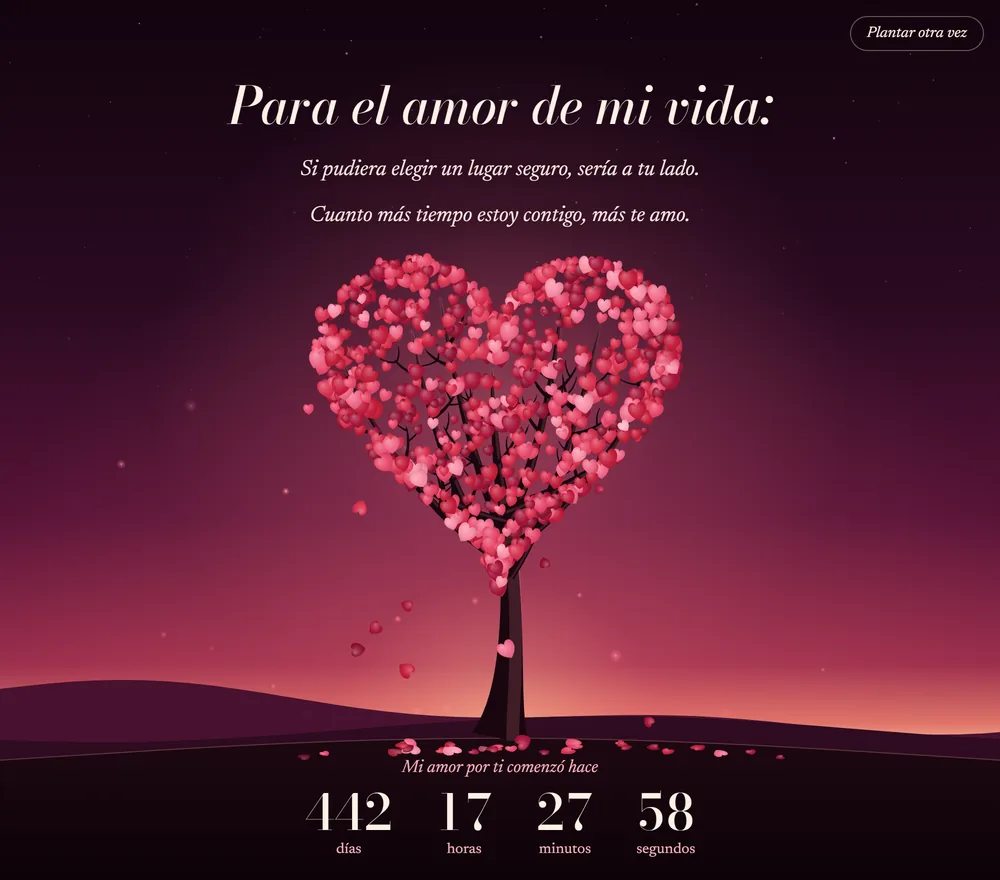 Plantar otra vez
Para el amor de mi vida:
Si pudiera elegir un lugar seguro, sería a tu lado.
Cuanto más tiempo estoy contigo, más te amo.
Mi amor por ti comenzó hace
442 17 27 58
días horas minutos segundos